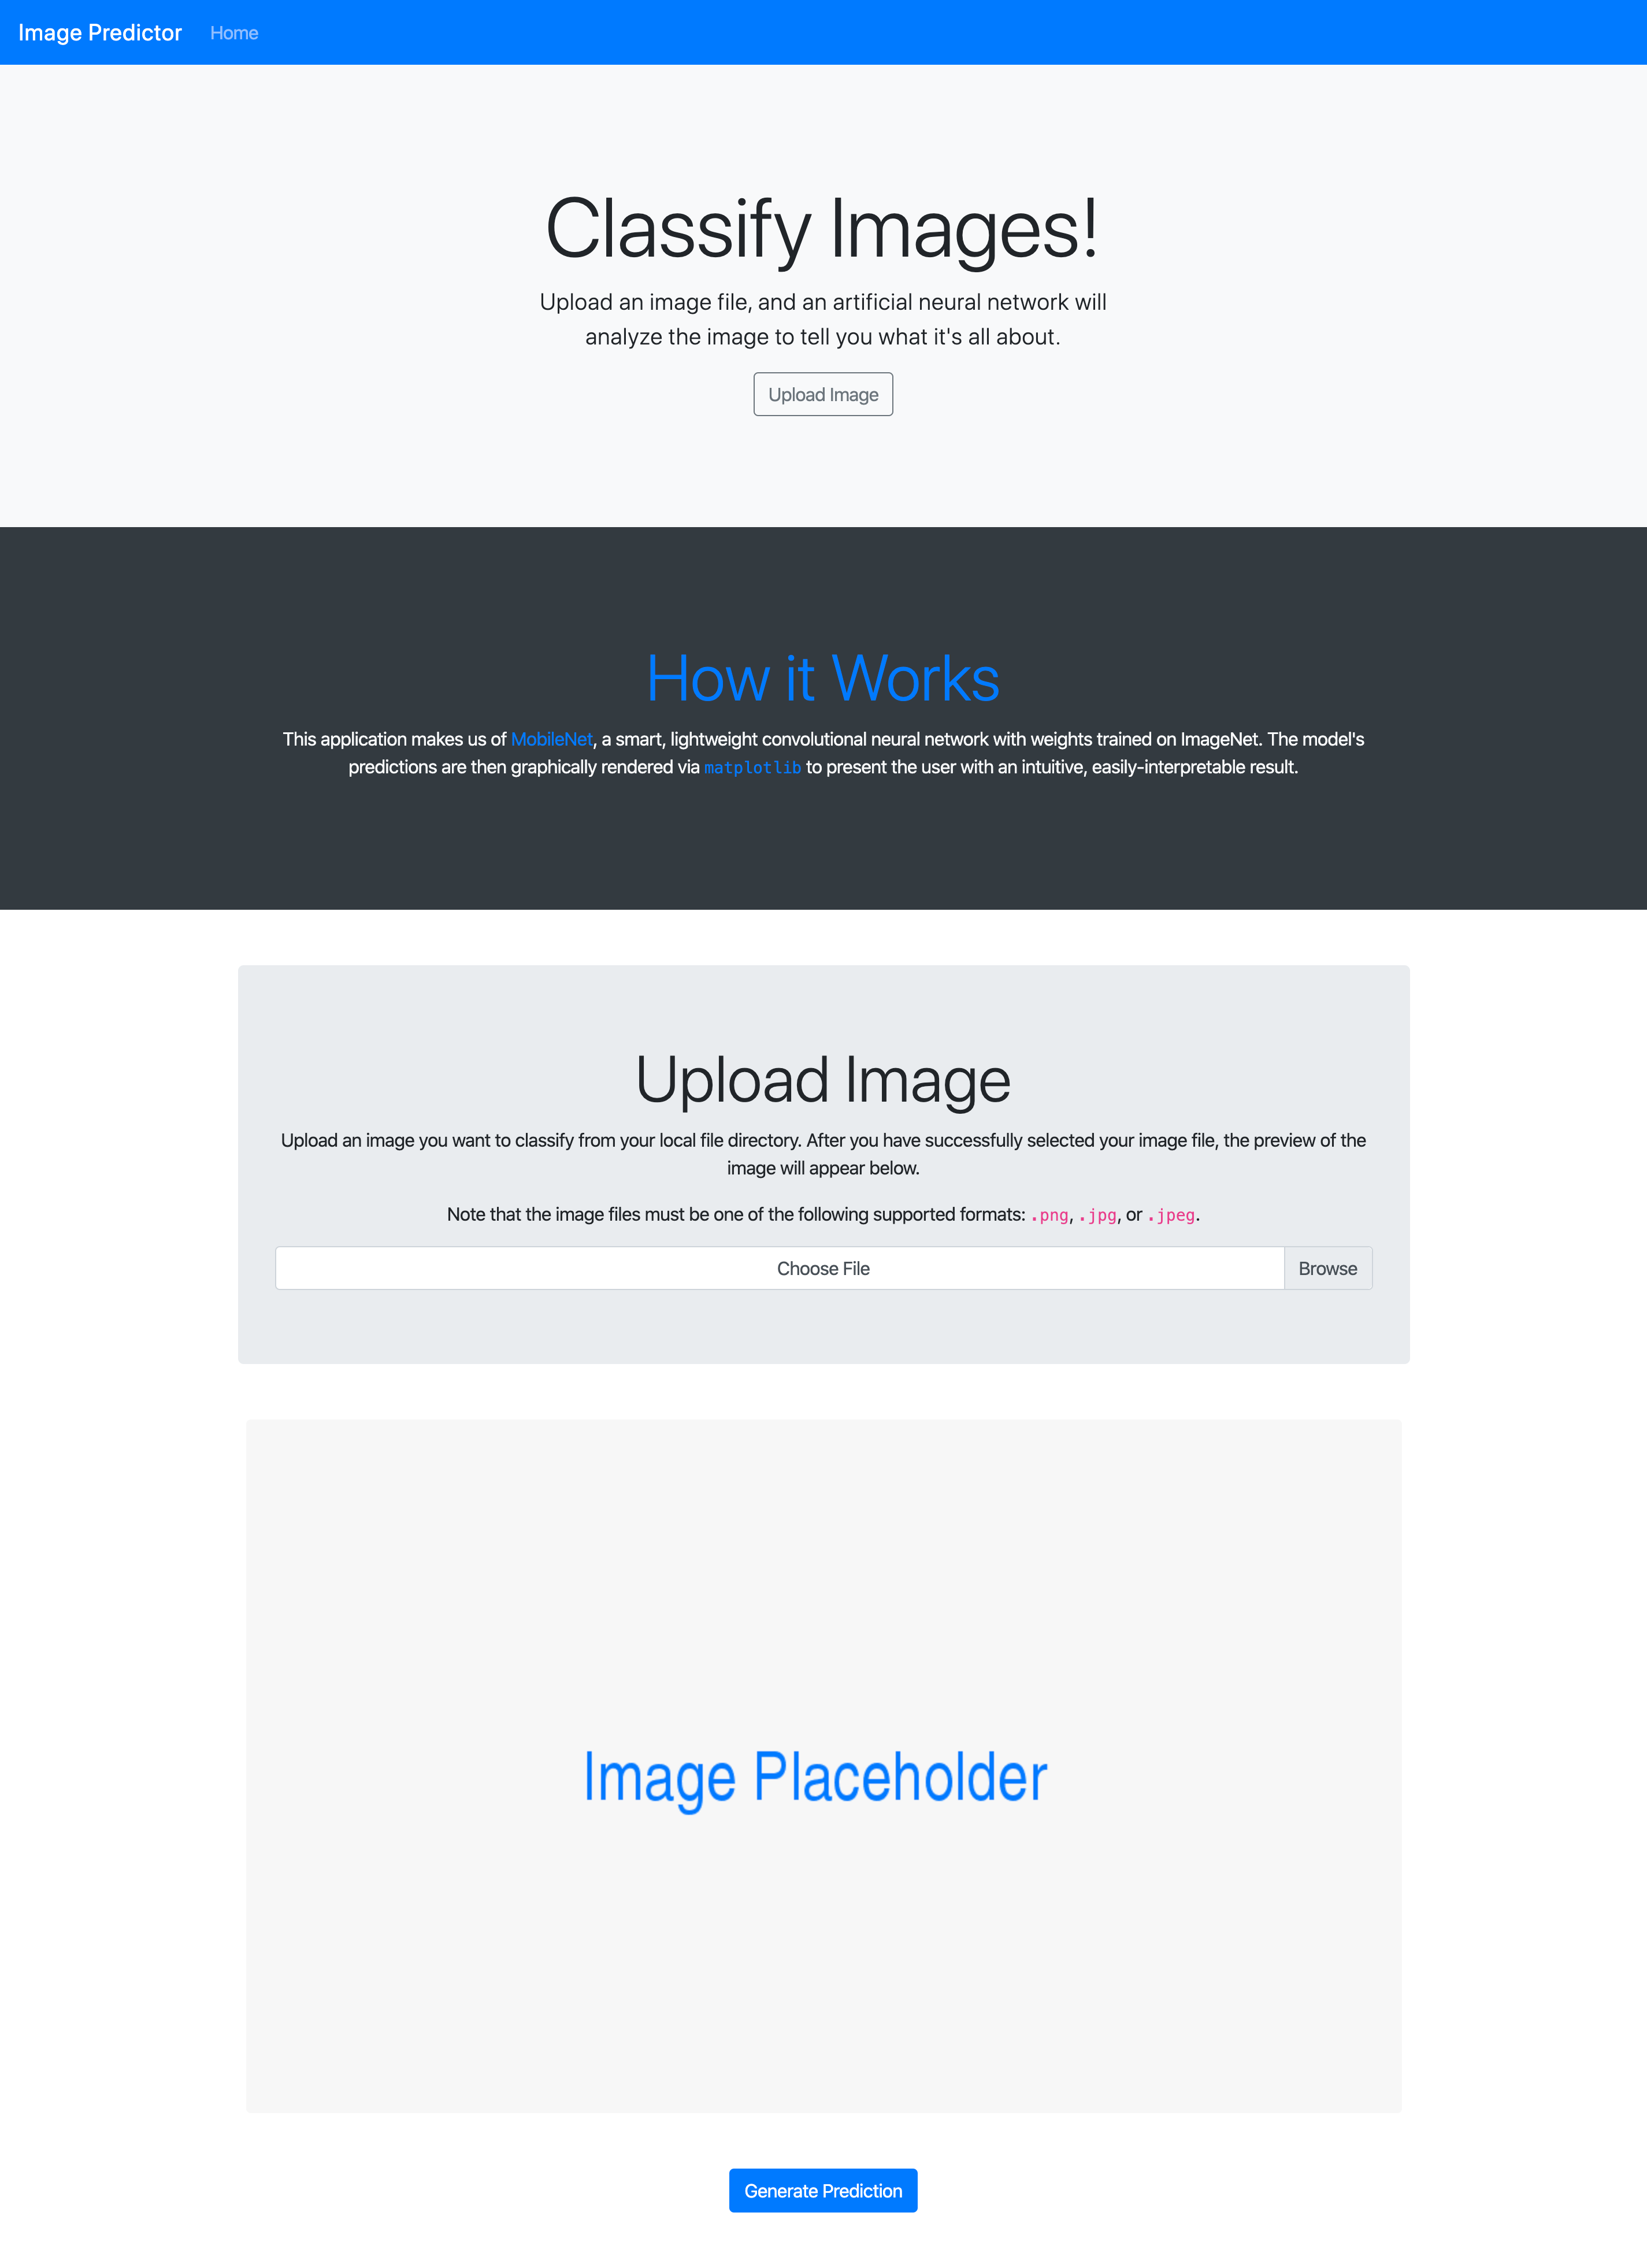 Image Predictor Home
Classify Images!
Upload an image file, and an artificial neural network will
analyze the image to tell you what it's all about.
Upload Image
How it Works
This application makes us of MobileNet, a smart, lightweight convolutional neural network with weights trained on ImageNet. The model's
predictions are then graphically rendered via matplotlib to present the user with an intuitive, easily-interpretable result.
Upload Image
Upload an image you want to classify from your local file directory. After you have successfully selected your image file, the preview of the
image will appear below.
Note that the image files must be one of the following supported formats: .png, .jpg, or .jpeg.
Choose File Browse
Image Placeholder
Generate Prediction